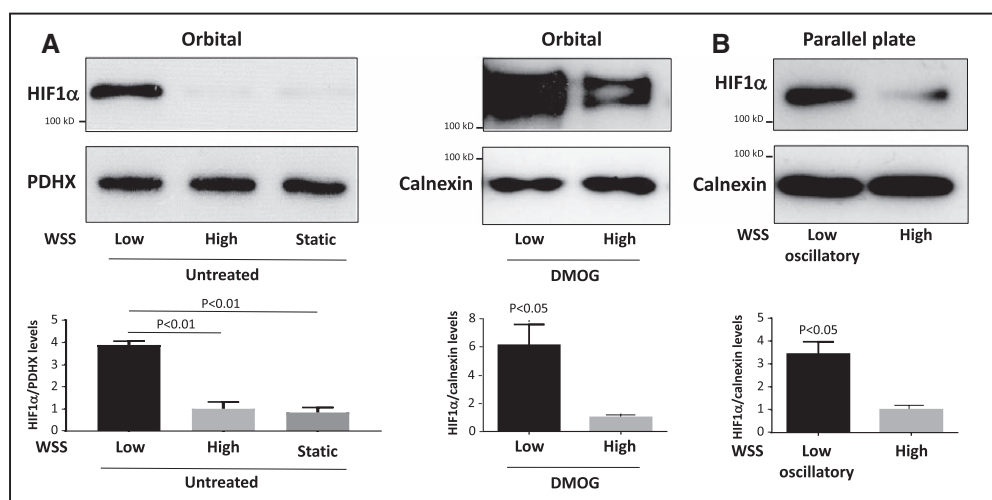 A
Orbital
HIF1α
100 kD
PDHX
WSS Low High Static
Untreated
P<0.01
P<0.01
HIF1α/PDHX levels
5
4
3
2
1
0
WSS Low High Static
Untreated
Orbital
100 kD
100 kD
Calnexin
Low High
DMOG
P<0.05
HIF1α/calnexin levels
8
6
4
2
0
Low High
DMOG
B
Parallel plate
HIF1α
100 kD
100 kD
Calnexin
WSS Low High
oscillatory
P<0.05
HIF1α/calnexin levels
5
4
3
2
1
0
WSS Low High
oscillatory